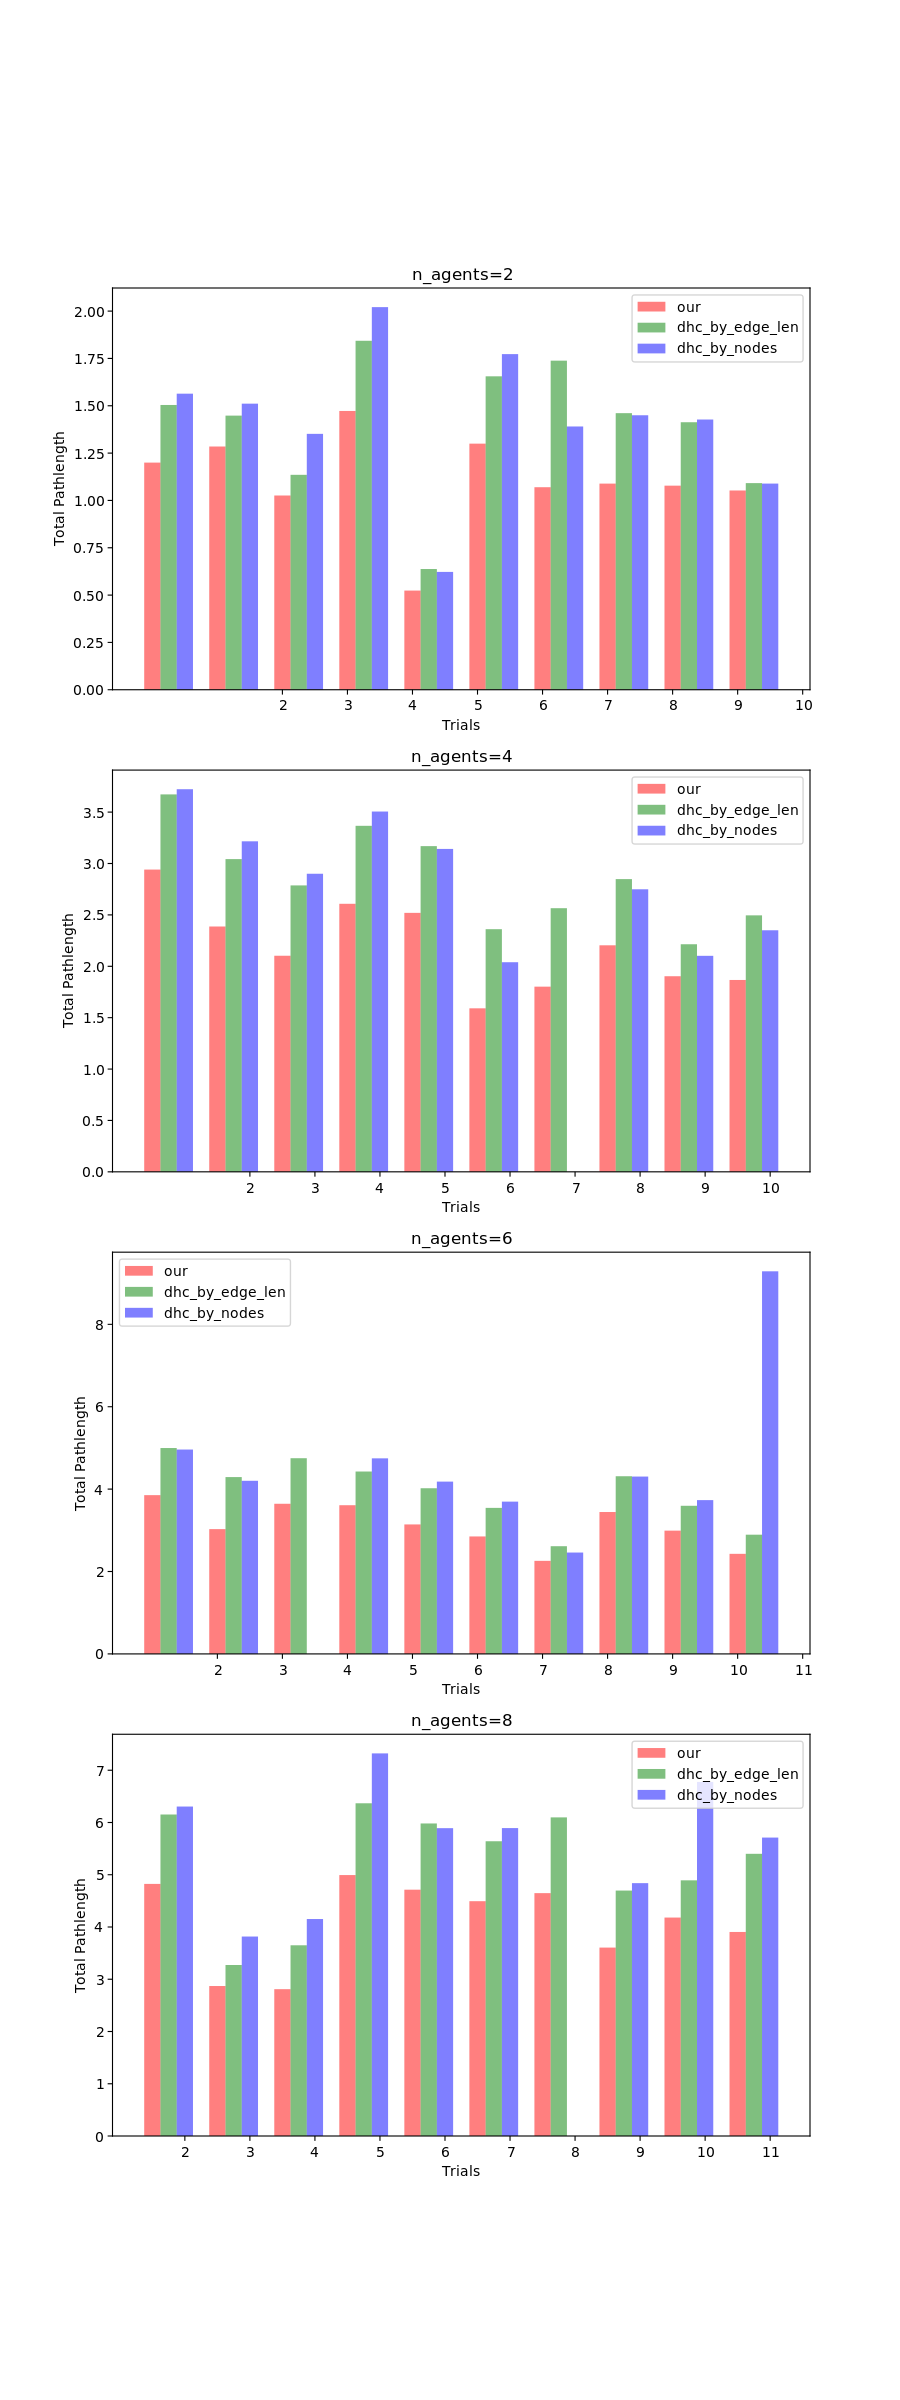 n_agents=2
our
dhc_by_edge_len
dhc_by_nodes
Total Pathlength
2.00
1.75
1.50
1.25
1.00
0.75
0.50
0.25
0.00
2 3 4 5 6 7 8 9 10
Trials
n_agents=4
our
dhc_by_edge_len
dhc_by_nodes
Total Pathlength
3.5
3.0
2.5
2.0
1.5
1.0
0.5
0.0
2 3 4 5 6 7 8 9 10
Trials
n_agents=6
our
dhc_by_edge_len
dhc_by_nodes
Total Pathlength
8
6
4
2
0
2 3 4 5 6 7 8 9 10 11
Trials
n_agents=8
our
dhc_by_edge_len
dhc_by_nodes
Total Pathlength
7
6
5
4
3
2
1
0
2 3 4 5 6 7 8 9 10 11
Trials